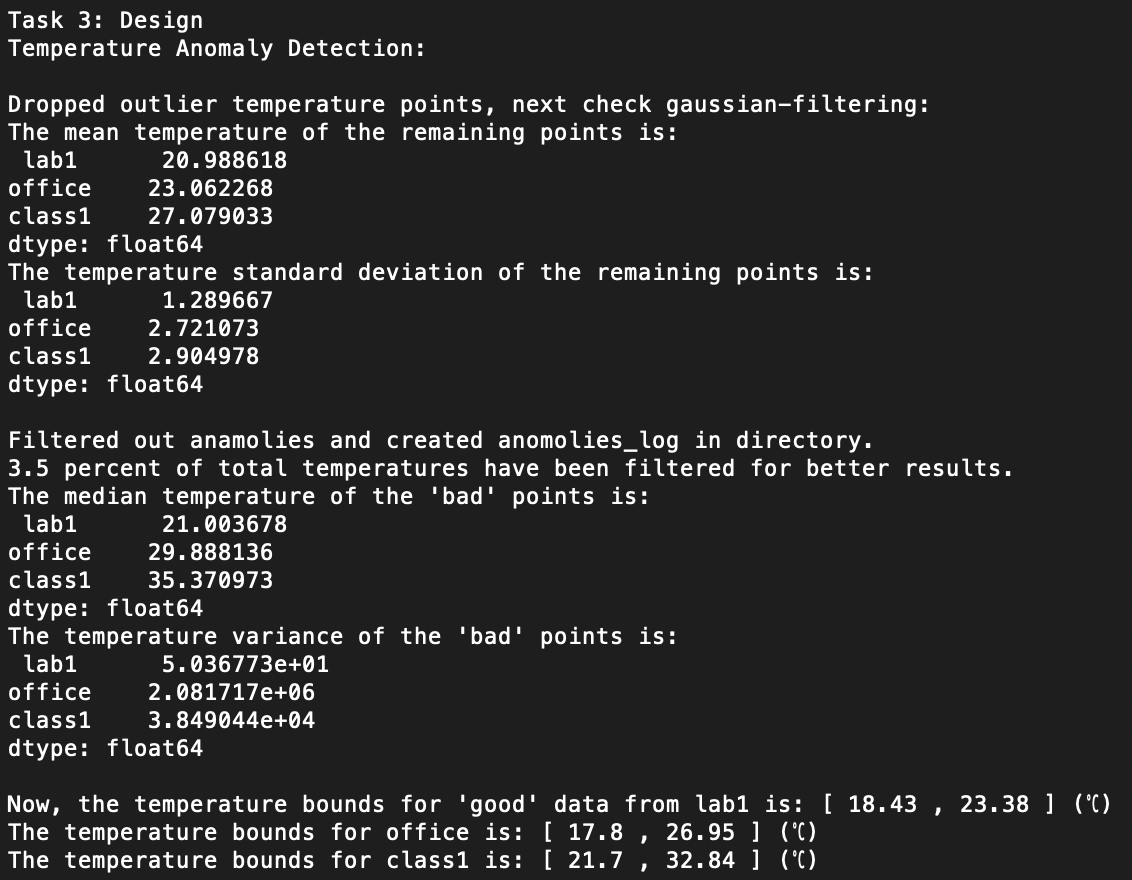 Task 3: Design
Temperature Anomaly Detection:
Dropped outlier temperature points, next check gaussian-filtering:
The mean temperature of the remaining points is:
lab1 20.988618
office 23.062268
class1 27.079033
dtype: float64
The temperature standard deviation of the remaining points is:
lab1 1.289667
office 2.721073
class1 2.904978
dtype: float64
Filtered out anamolies and created anomolies_log in directory.
3.5 percent of total temperatures have been filtered for better results.
The median temperature of the 'bad' points is:
lab1 21.003678
office 29.888136
class1 35.370973
dtype: float64
The temperature variance of the 'bad' points is:
lab1 5.036773e+01
office 2.081717e+06
class1 3.849044e+04
dtype: float64
Now, the temperature bounds for 'good' data from lab1 is: [ 18.43 , 23.38 ] (℃)
The temperature bounds for office is: [ 17.8 , 26.95 ] (℃)
The temperature bounds for class1 is: [ 21.7 , 32.84 ] (℃)